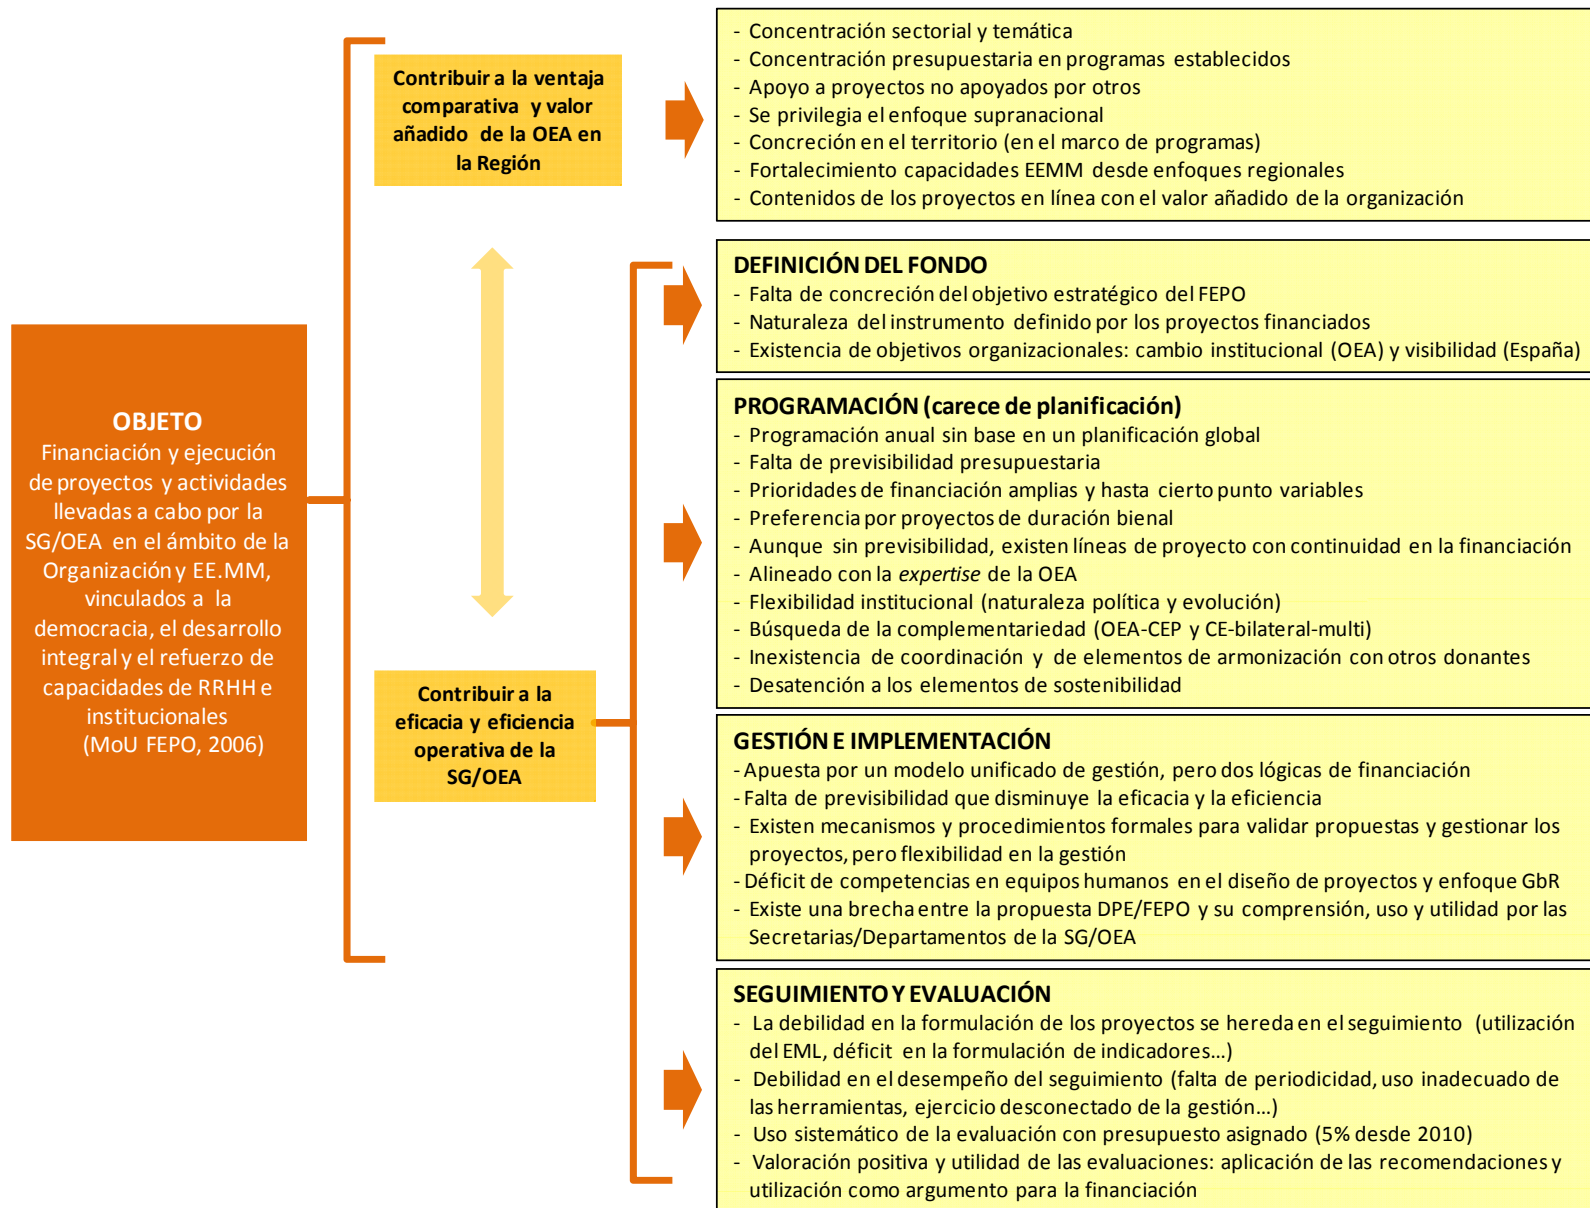 OBJETO
Financiación y ejecución
de proyectos y actividades
llevadas a cabo por la
SG/OEA en el ámbito de la
Organización y EE.MM,
vinculados a la
democracia, el desarrollo
integral y el refuerzo de
capacidades de RRHH e
institucionales
(MoU FEPO, 2006)
Contribuir a la ventaja
comparativa y valor
añadido de la OEA en
la Región
- Concentración sectorial y temática
- Concentración presupuestaria en programas establecidos
- Apoyo a proyectos no apoyados por otros
- Se privilegia el enfoque supranacional
- Concreción en el territorio (en el marco de programas)
- Fortalecimiento capacidades EEMM desde enfoques regionales
- Contenidos de los proyectos en línea con el valor añadido de la organización
Contribuir a la
eficacia y eficiencia
operativa de la
SG/OEA
DEFINICIÓN DEL FONDO
- Falta de concreción del objetivo estratégico del FEPO
- Naturaleza del instrumento definido por los proyectos financiados
- Existencia de objetivos organizacionales: cambio institucional (OEA) y visibilidad (España)
PROGRAMACIÓN (carece de planificación)
- Programación anual sin base en un planificación global
- Falta de previsibilidad presupuestaria
- Prioridades de financiación amplias y hasta cierto punto variables
- Preferencia por proyectos de duración bienal
- Aunque sin previsibilidad, existen líneas de proyecto con continuidad en la financiación
- Alineado con la expertise de la OEA
- Flexibilidad institucional (naturaleza política y evolución)
- Búsqueda de la complementariedad (OEA-CEP y CE-bilateral-multi)
- Inexistencia de coordinación y de elementos de armonización con otros donantes
- Desatención a los elementos de sostenibilidad
GESTIÓN E IMPLEMENTACIÓN
- Apuesta por un modelo unificado de gestión, pero dos lógicas de financiación
- Falta de previsibilidad que disminuye la eficacia y la eficiencia
- Existen mecanismos y procedimientos formales para validar propuestas y gestionar los
proyectos, pero flexibilidad en la gestión
- Déficit de competencias en equipos humanos en el diseño de proyectos y enfoque GbR
- Existe una brecha entre la propuesta DPE/FEPO y su comprensión, uso y utilidad por las
Secretarias/Departamentos de la SG/OEA
SEGUIMIENTO Y EVALUACIÓN
- La debilidad en la formulación de los proyectos se hereda en el seguimiento (utilización
del EML, déficit en la formulación de indicadores…)
- Debilidad en el desempeño del seguimiento (falta de periodicidad, uso inadecuado de
las herramientas, ejercicio desconectado de la gestión…)
- Uso sistemático de la evaluación con presupuesto asignado (5% desde 2010)
- Valoración positiva y utilidad de las evaluaciones: aplicación de las recomendaciones y
utilización como argumento para la financiación